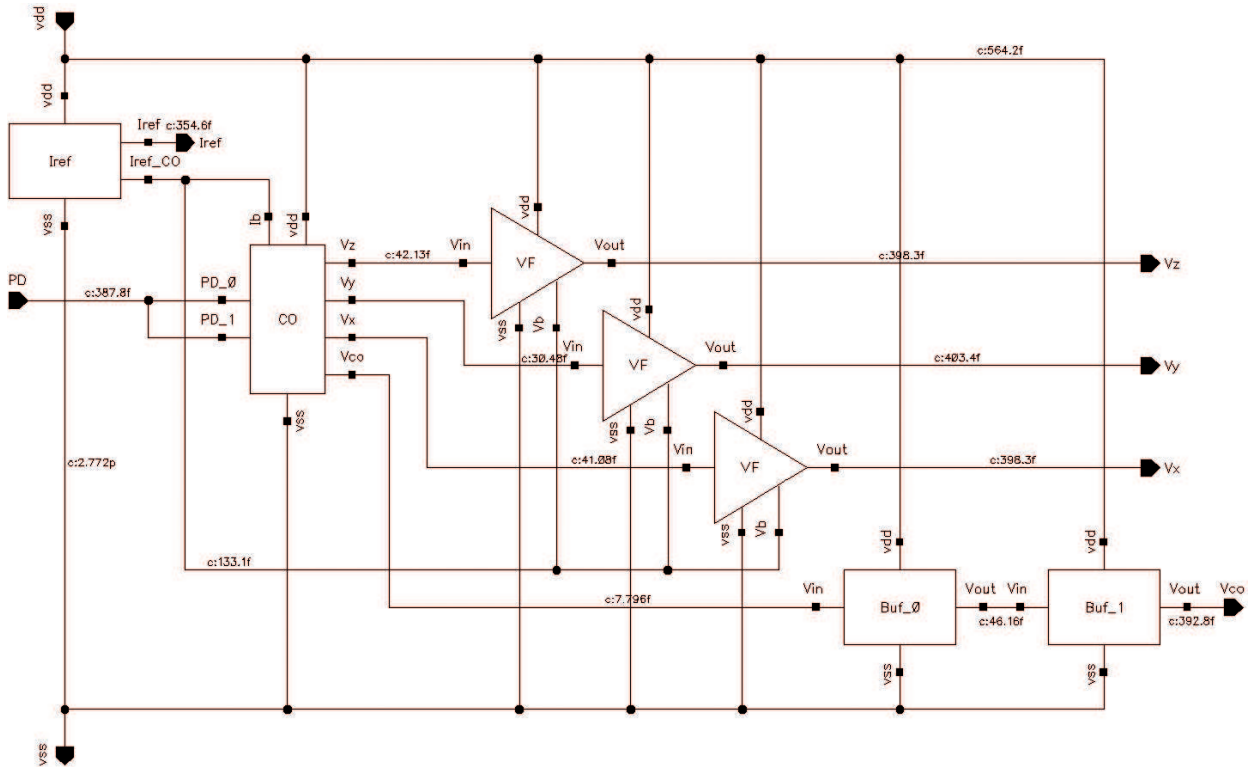 vdd
c:564.2f
vdd
Iref c:354.6f
Iref
Iref
Iref_CO
vss
Ib
vdd
vdd
Vz
c:42.13f
Vin
VF
Vout
c:398.3f
Vz
PD
c:387.8f
PD_0
Vy
CO
PD_1
Vx
vss
Vb
vdd
Vco
c:30.48f
Vin
VF
Vout
c:403.4f
Vy
vss
vss
Vb
vdd
c:2.772p
c:41.08f
Vin
VF
Vout
c:398.3f
Vx
vss
Vb
vdd
vdd
c:133.1f
c:7.796f
Vin
Buf_0
Vout
Vin
c:46.16f
Buf_1
Vout
c:392.8f
Vco
vss
vss
vss